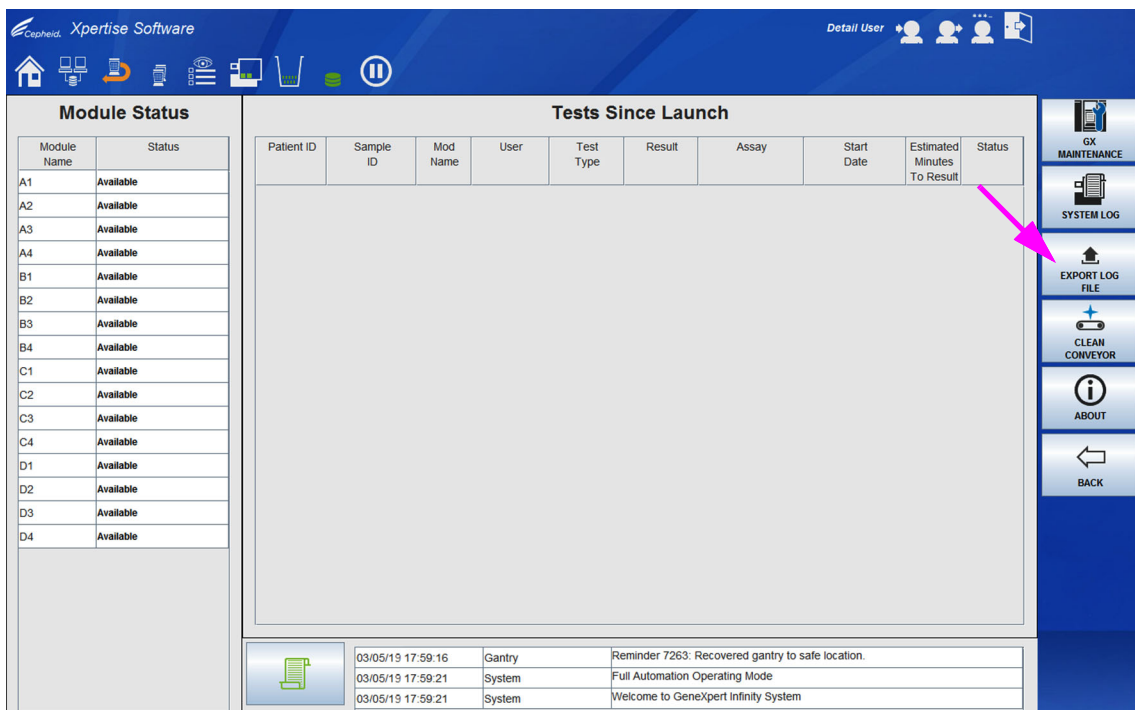 Cepheid. Xpertise Software
Detail User
Module Status
Module Name
Status
A1 Available
A2 Available
A3 Available
A4 Available
B1 Available
B2 Available
B3 Available
B4 Available
C1 Available
C2 Available
C3 Available
C4 Available
D1 Available
D2 Available
D3 Available
D4 Available
Tests Since Launch
Patient ID
Sample ID
Mod Name
User
Test Type
Result
Assay
Start Date
Estimated Minutes To Result
Status
03/05/19 17:59:16 Gantry Reminder 7263: Recovered gantry to safe location.
03/05/19 17:59:21 System Full Automation Operating Mode
03/05/19 17:59:21 System Welcome to GeneXpert Infinity System
GX
MAINTENANCE
SYSTEM LOG
EXPORT LOG
FILE
CLEAN
CONVEYOR
ABOUT
BACK